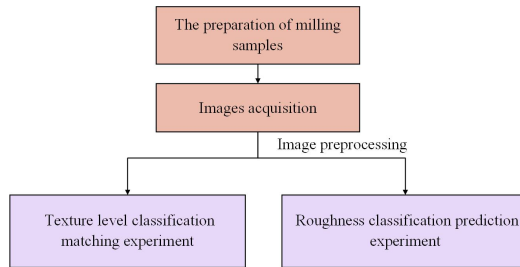 The preparation of milling
samples
Images acquisition
Image preprocessing
Texture level classification
matching experiment
Roughness classification prediction
experiment